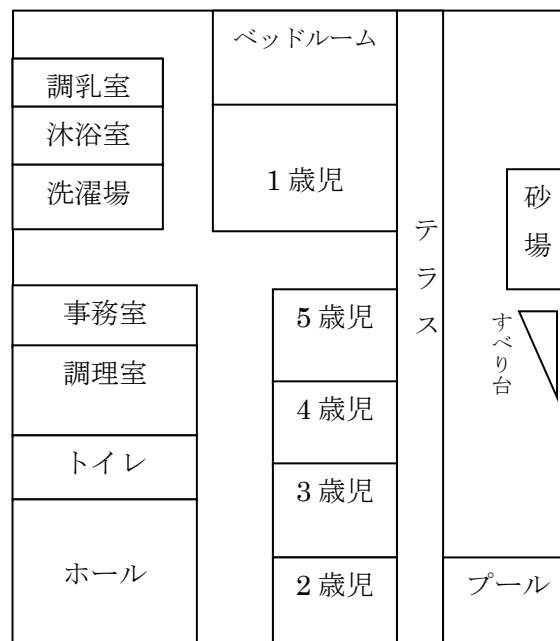 ベッドルーム
調乳室
沐浴室
洗濯場
1歳児
テラス
砂場
事務室
調理室
トイレ
ホール
5歳児
4歳児
3歳児
2歳児
すべり台
プール